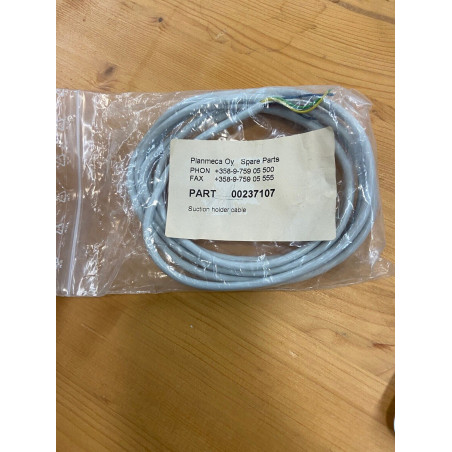 Planmeca Oy Spare Parts
PHON +358-9-759 05 500
FAX +358-9-759 05 555
PART 00237107
Suction holder cable